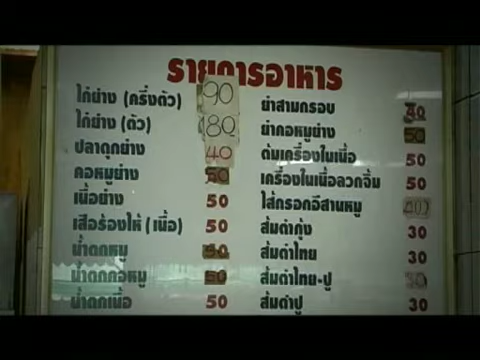 รายการอาหาร
ไก่ย่าง (ครึ่งตัว) 90
ไก่ย่าง (ตัว) 180
ปลาดุกย่าง 40
คอหมูย่าง 50
เนื้อย่าง 50
เสือร้องไห้ (เนื้อ) 50
น้ำตกหมู 50
น้ำตกคอหมู 50
น้ำตกเนื้อ 50
ยำสามกรอบ
ยำคอหมูย่าง 50
ต้มเครื่องในเนื้อ 50
เครื่องในเนื้อลวกจิ้ม 50
ไส้กรอกอีสานหมู
ส้มตำกุ้ง 30
ส้มตำไทย 30
ส้มตำไทย-ปู
ส้มตำปู 30